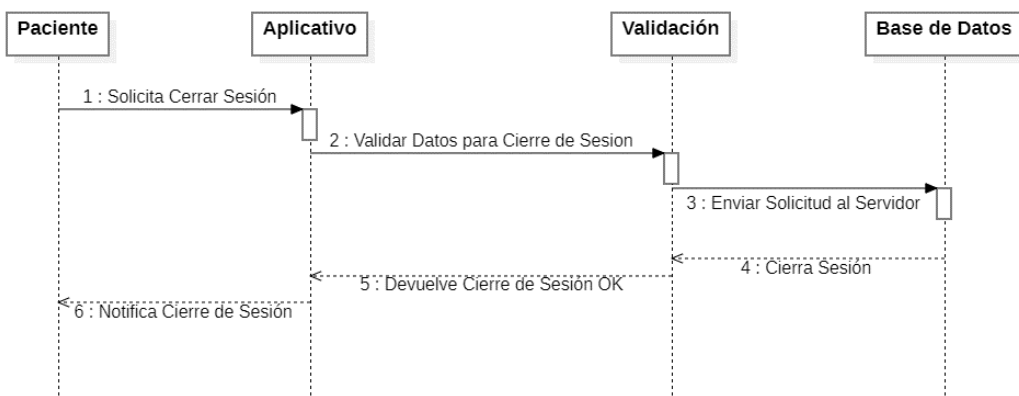 Paciente
Aplicativo
Validación
Base de Datos
1 : Solicita Cerrar Sesión
2 : Validar Datos para Cierre de Sesion
3 : Enviar Solicitud al Servidor
4 : Cierra Sesión
5 : Devuelve Cierre de Sesión OK
6 : Notifica Cierre de Sesión